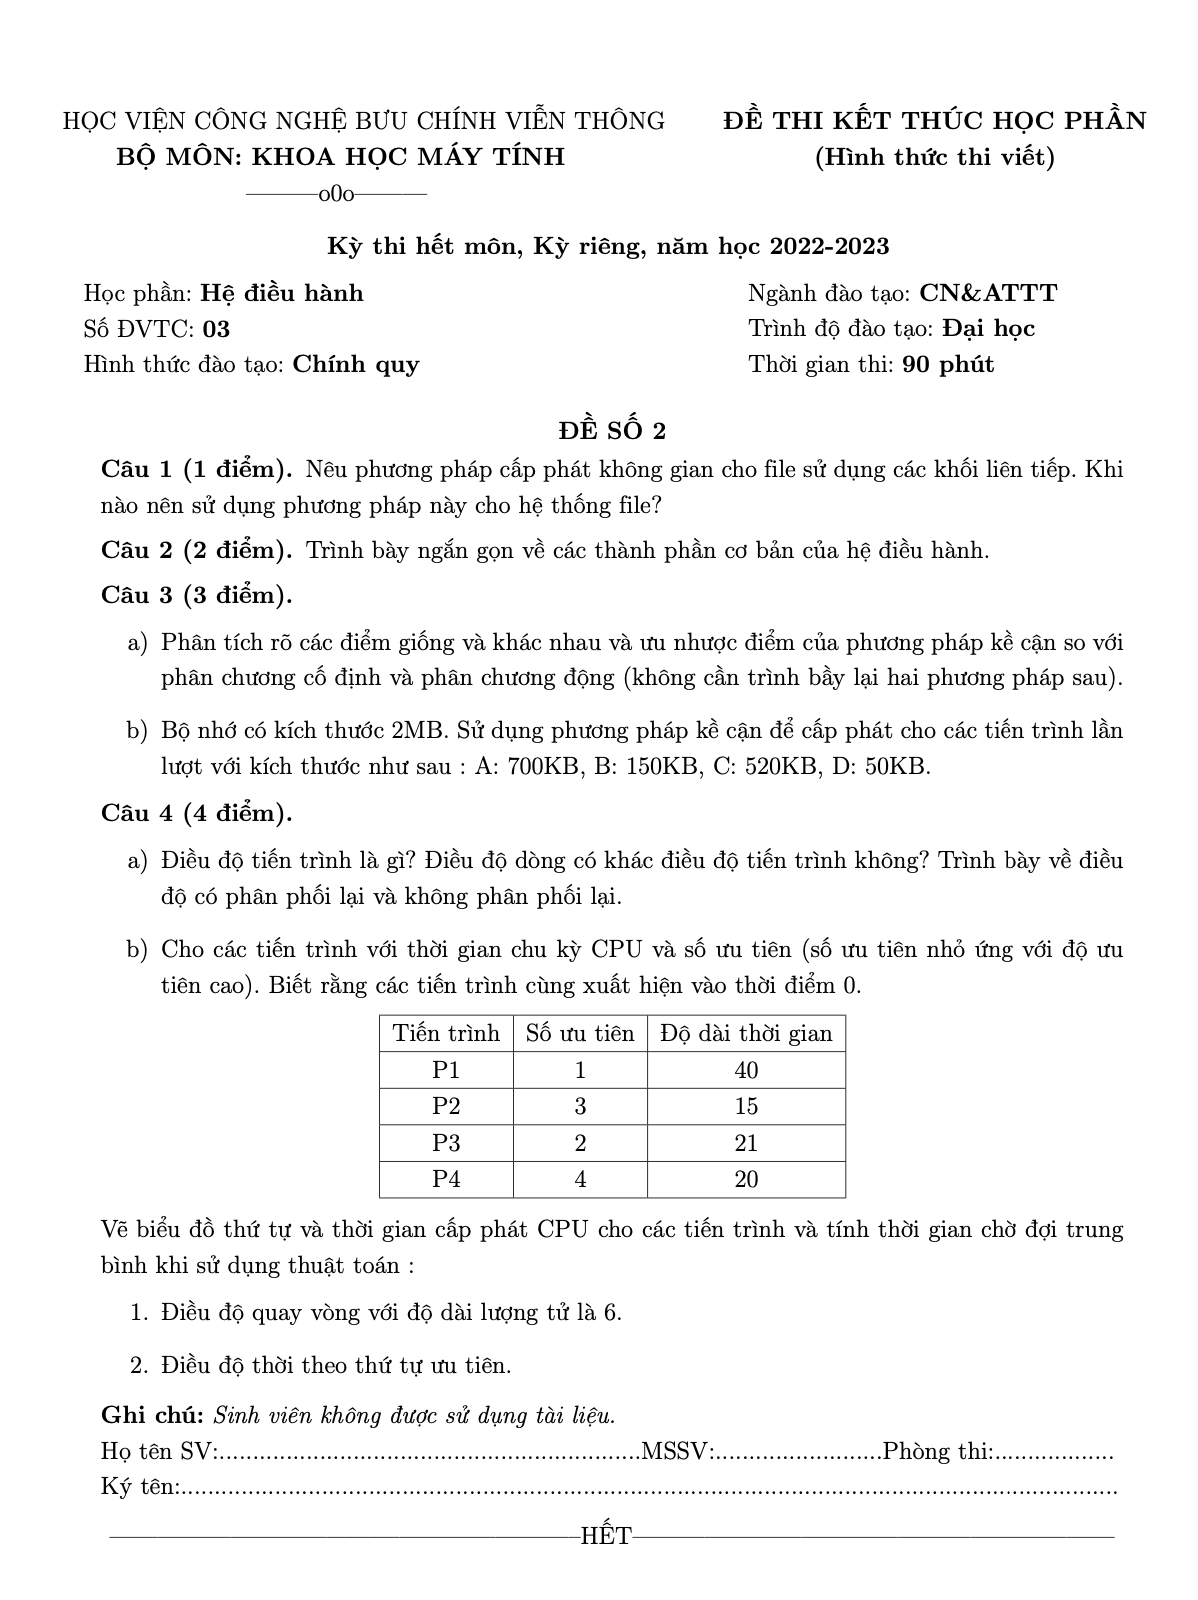 HỌC VIỆN CÔNG NGHỆ BƯU CHÍNH VIỄN THÔNG
BỘ MÔN: KHOA HỌC MÁY TÍNH
———o0o———
ĐỀ THI KẾT THÚC HỌC PHẦN
(Hình thức thi viết)
Kỳ thi hết môn, Kỳ riêng, năm học 2022-2023
Học phần: Hệ điều hành
Số ĐVTC: 03
Hình thức đào tạo: Chính quy
Ngành đào tạo: CN&ATTT
Trình độ đào tạo: Đại học
Thời gian thi: 90 phút
ĐỀ SỐ 2
Câu 1 (1 điểm). Nêu phương pháp cấp phát không gian cho file sử dụng các khối liên tiếp. Khi
nào nên sử dụng phương pháp này cho hệ thống file?
Câu 2 (2 điểm). Trình bày ngắn gọn về các thành phần cơ bản của hệ điều hành.
Câu 3 (3 điểm).
a) Phân tích rõ các điểm giống và khác nhau và ưu nhược điểm của phương pháp kề cận so với
phân chương cố định và phân chương động (không cần trình bầy lại hai phương pháp sau).
b) Bộ nhớ có kích thước 2MB. Sử dụng phương pháp kề cận để cấp phát cho các tiến trình lần
lượt với kích thước như sau : A: 700KB, B: 150KB, C: 520KB, D: 50KB.
Câu 4 (4 điểm).
a) Điều độ tiến trình là gì? Điều độ dòng có khác điều độ tiến trình không? Trình bày về điều
độ có phân phối lại và không phân phối lại.
b) Cho các tiến trình với thời gian chu kỳ CPU và số ưu tiên (số ưu tiên nhỏ ứng với độ ưu
tiên cao). Biết rằng các tiến trình cùng xuất hiện vào thời điểm 0.
Tiến trình Số ưu tiên Độ dài thời gian
P1 1 40
P2 3 15
P3 2 21
P4 4 20
Vẽ biểu đồ thứ tự và thời gian cấp phát CPU cho các tiến trình và tính thời gian chờ đợi trung
bình khi sử dụng thuật toán :
1. Điều độ quay vòng với độ dài lượng tử là 6.
2. Điều độ thời theo thứ tự ưu tiên.
Ghi chú: Sinh viên không được sử dụng tài liệu.
Họ tên SV:...............................................................MSSV:.........................Phòng thi:..................
Ký tên:............................................................................................................................................
————————————————————HẾT————————————————————